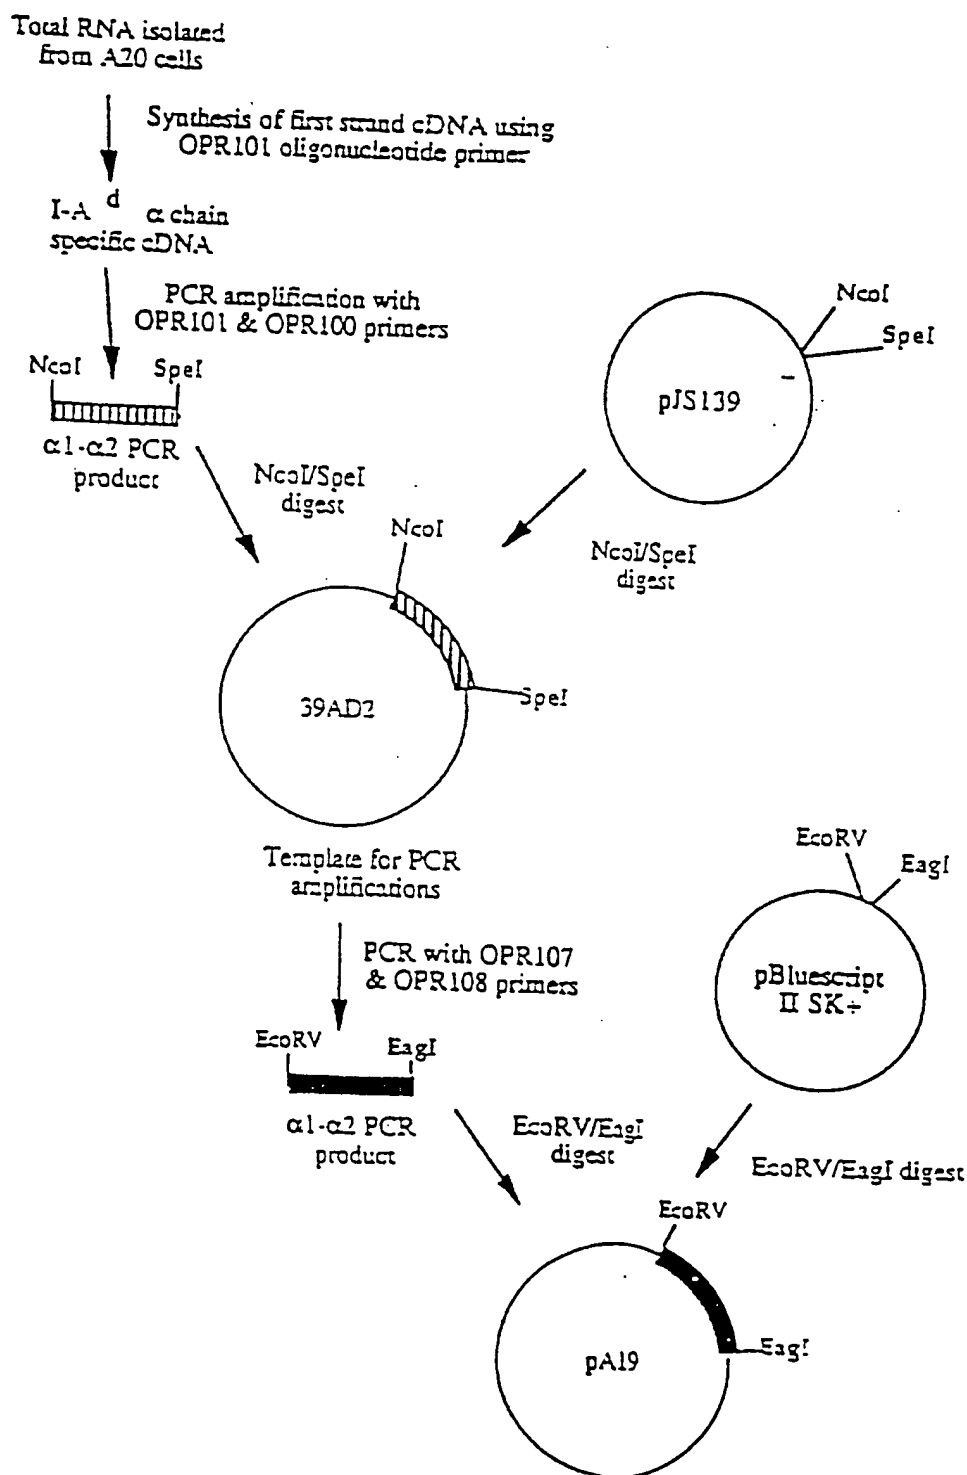 Total RNA isolated
from A20 cells
Synthesis of first strand cDNA using
OPR101 oligonucleotide primer
I-A d α chain
specific cDNA
PCR amplification with
OPR101 & OPR100 primers
NcoI SpeI
α1-α2 PCR
product
NcoI/SpeI
digest
NcoI
SpeI
pJS139
NcoI/SpeI
digest
NcoI
39AD2
SpeI
Template for PCR
amplifications
PCR with OPR107
& OPR108 primers
EcoRV EagI
α1-α2 PCR
product
EcoRV/EagI
digest
EcoRV
EagI
pBluescript
II SK+
EcoRV/EagI digest
EcoRV
pA19
EagI